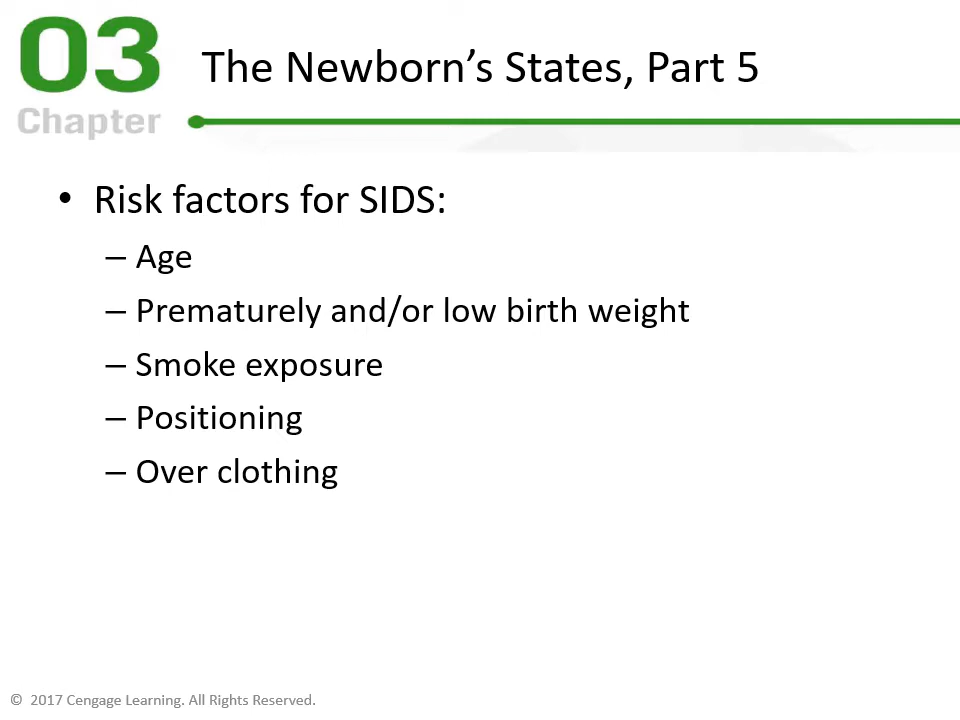 03
Chapter
The Newborn’s States, Part 5
• Risk factors for SIDS:
– Age
– Prematurely and/or low birth weight
– Smoke exposure
– Positioning
– Over clothing
© 2017 Cengage Learning. All Rights Reserved.